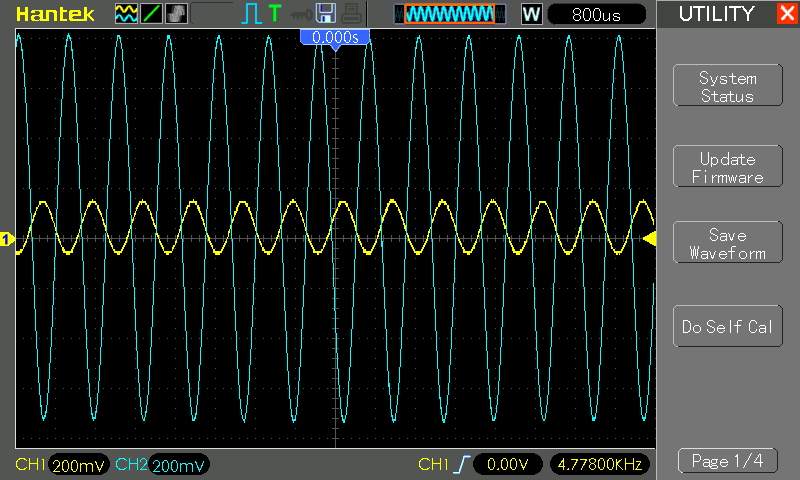 Hantek
T
W
800us
UTILITY
0.000s
System
Status
Update
Firmware
Save
Waveform
Do Self Cal
1
CH1 200mV CH2 200mV CH1 0.00V 4.77800KHz
Page 1/4